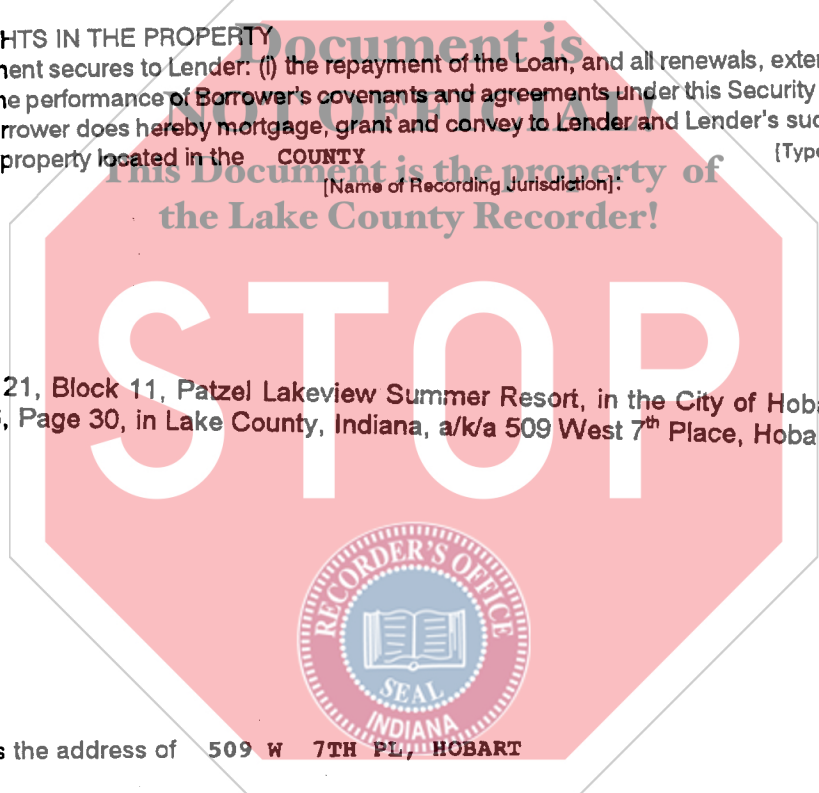 HTS IN THE PROPERTY
Document is
ent secures to Lender: (i) the repayment of the Loan, and all renewals, exter
e performance of Borrower's covenants and agreements under this Security
NOT OFFICIAL!
rrower does hereby mortgage, grant and convey to Lender and Lender's suc
property located in the COUNTY [Type
This Document is the property of
[Name of Recording Jurisdiction]:
the Lake County Recorder!
STOP
21, Block 11, Patzel Lakeview Summer Resort, in the City of Hoba
, Page 30, in Lake County, Indiana, a/k/a 509 West 7th Place, Hoba
RECORDER'S OFFICE
SEAL
INDIANA
s the address of 509 W 7TH PL, HOBART